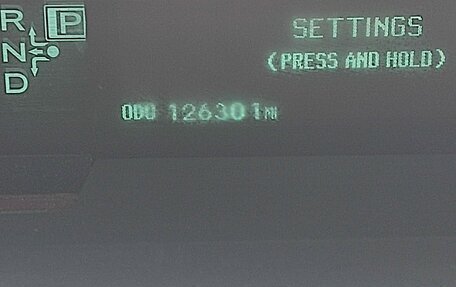 R P
N
D
SETTINGS
(PRESS AND HOLD)
ODO 126301MI